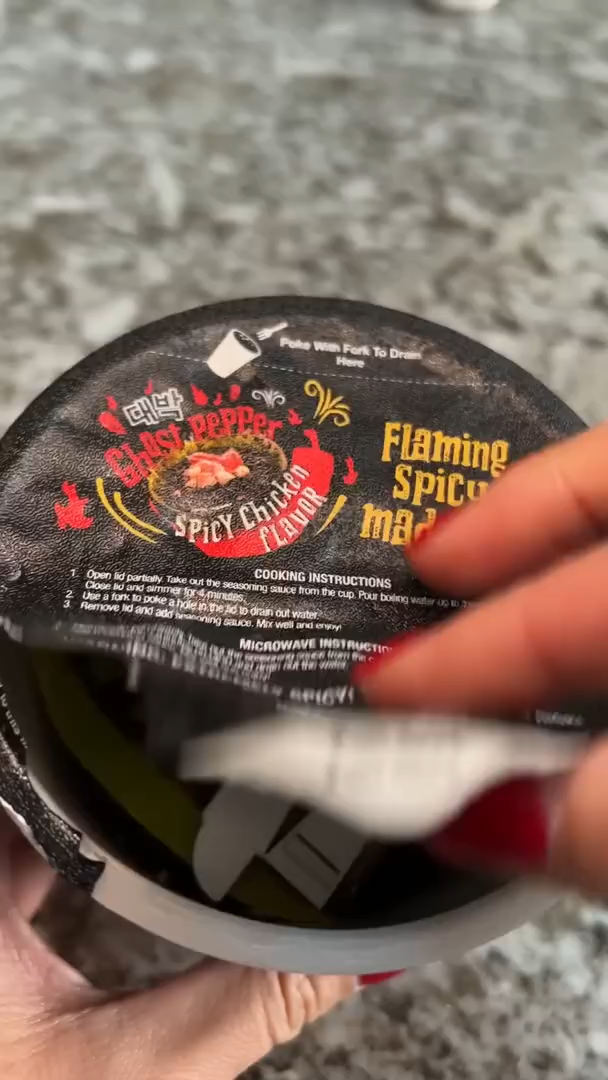 Poke With Fork To Drain
Here
대박
Ghost Pepper
Spicy Chicken
Flavor
Flaming
Spicy
COOKING INSTRUCTIONS
1. Open lid partially. Take out the seasoning sauce from the cup. Pour boiling water up to
Close lid and simmer for 4 minutes.
2. Use a fork to poke a hole in the lid to drain out water.
3. Remove lid and add seasoning sauce. Mix well and enjoy!
MICROWAVE INSTRUCTIO
SPICY!